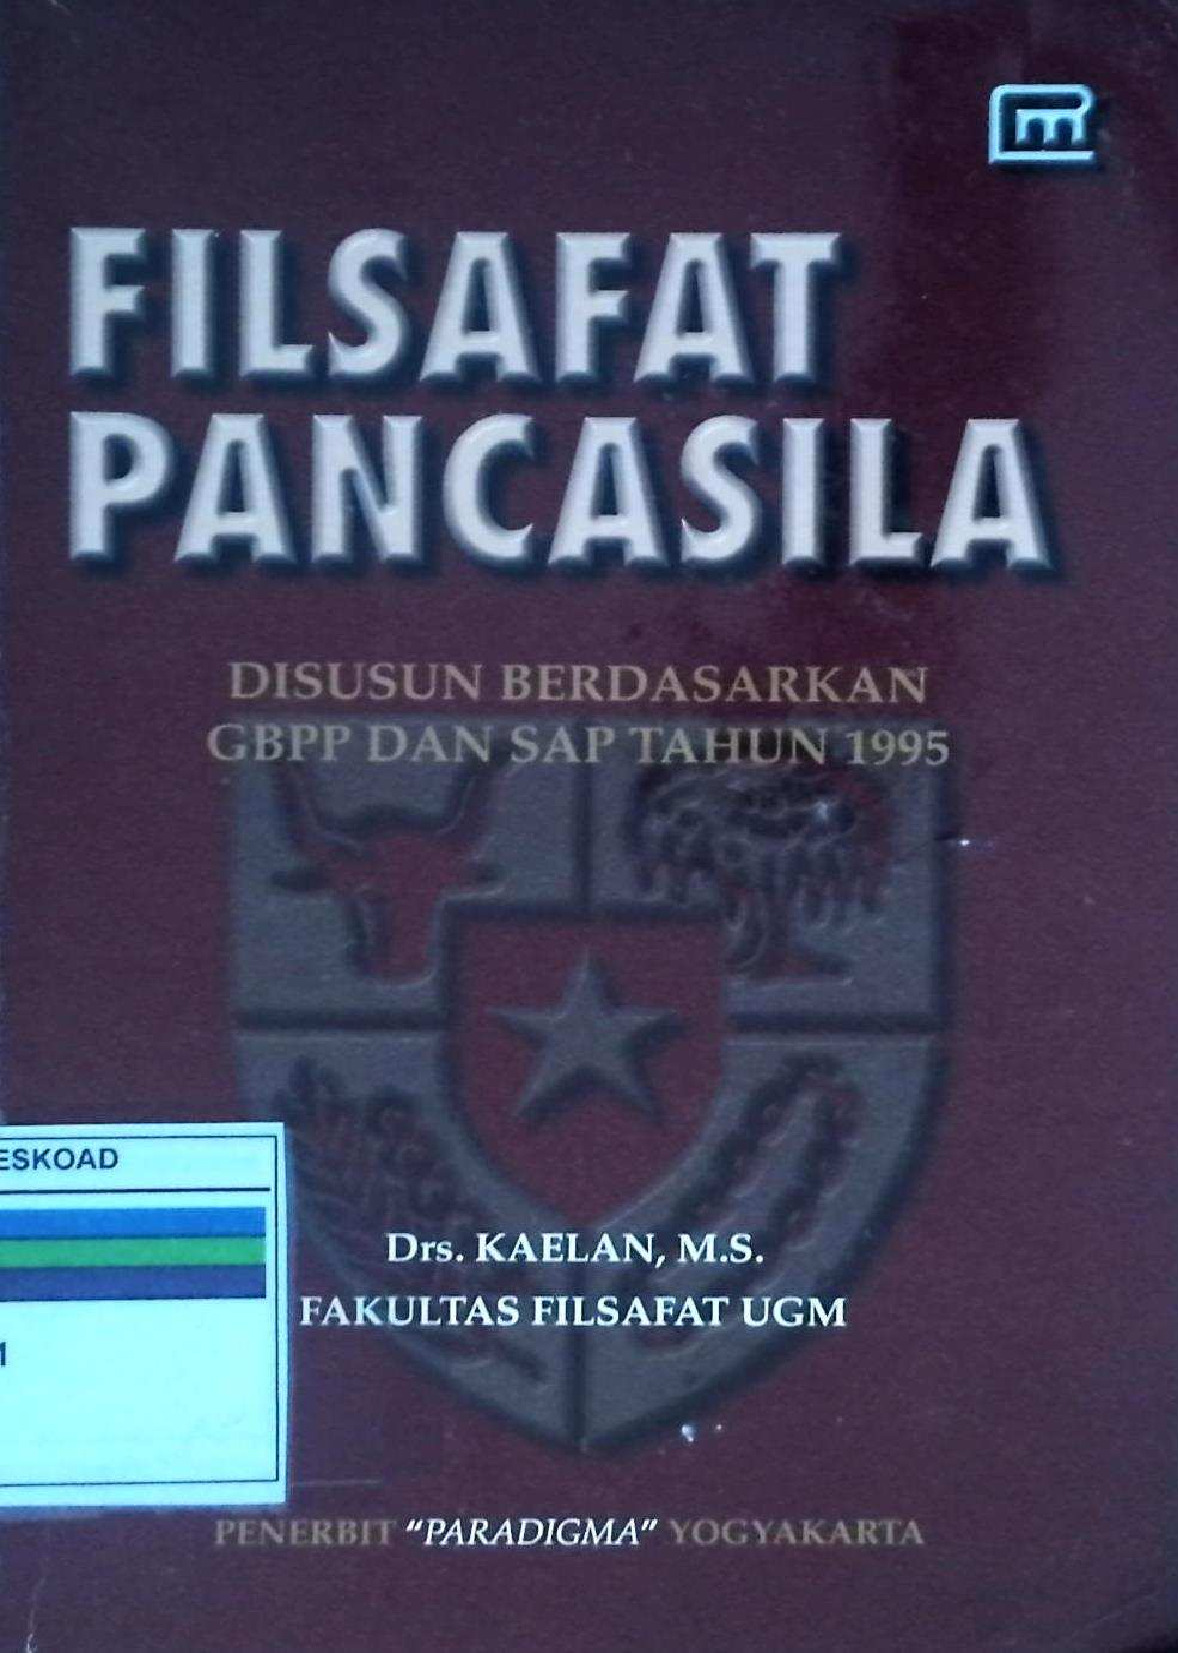 FILSAFAT
PANCASILA
DISUSUN BERDASARKAN
GBPP DAN SAP TAHUN 1995
ESKOAD
Drs. KAELAN, M.S.
FAKULTAS FILSAFAT UGM
PENERBIT "PARADIGMA" YOGYAKARTA